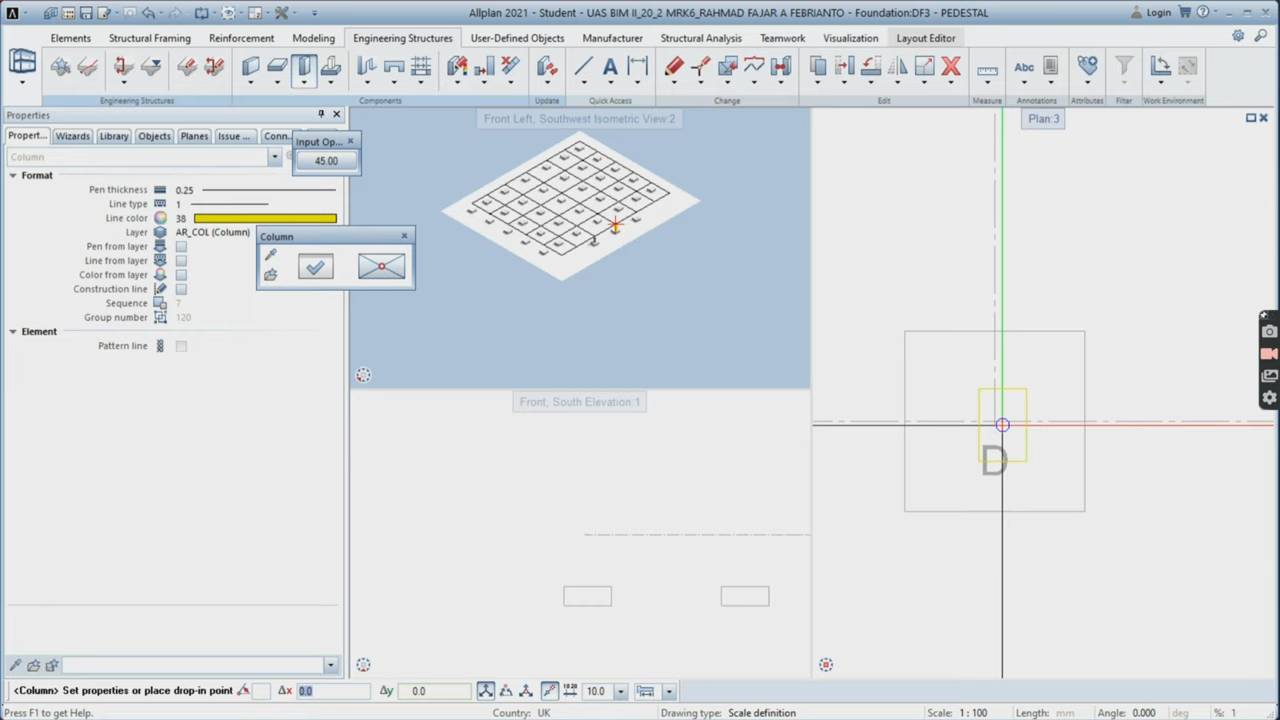 Allplan 2021 - Student - UAS BIM II_20_2 MRK6_RAHMAD FAJAR A FEBRIANTO - Foundation:DF3 - PEDESTAL
Login
Elements Structural Framing Reinforcement Modeling Engineering Structures User-Defined Objects Manufacturer Structural Analysis Teamwork Visualization Layout Editor
Abc
Engineering Structures Components Update Quick Access Change Edit Measure Annotations Attributes Filter Work Environment
Properties
Propert... Wizards Library Objects Planes Issue ... Conn...
Input Op...
45.00
Column
Format
Pen thickness 0.25
Line type 1
Line color 38
Layer AR_COL (Column)
Pen from layer
Line from layer
Color from layer
Construction line
Sequence 7
Group number 120
Element
Pattern line
Column
Front Left, Southwest Isometric View:2
Front, South Elevation:1
Plan:3
D
<Column> Set properties or place drop-in point Δx 0.0 Δy 0.0 10.0
Press F1 to get Help. Country: UK Drawing type: Scale definition Scale: 1 : 100 Length: mm Angle: 0.000 deg %: 1